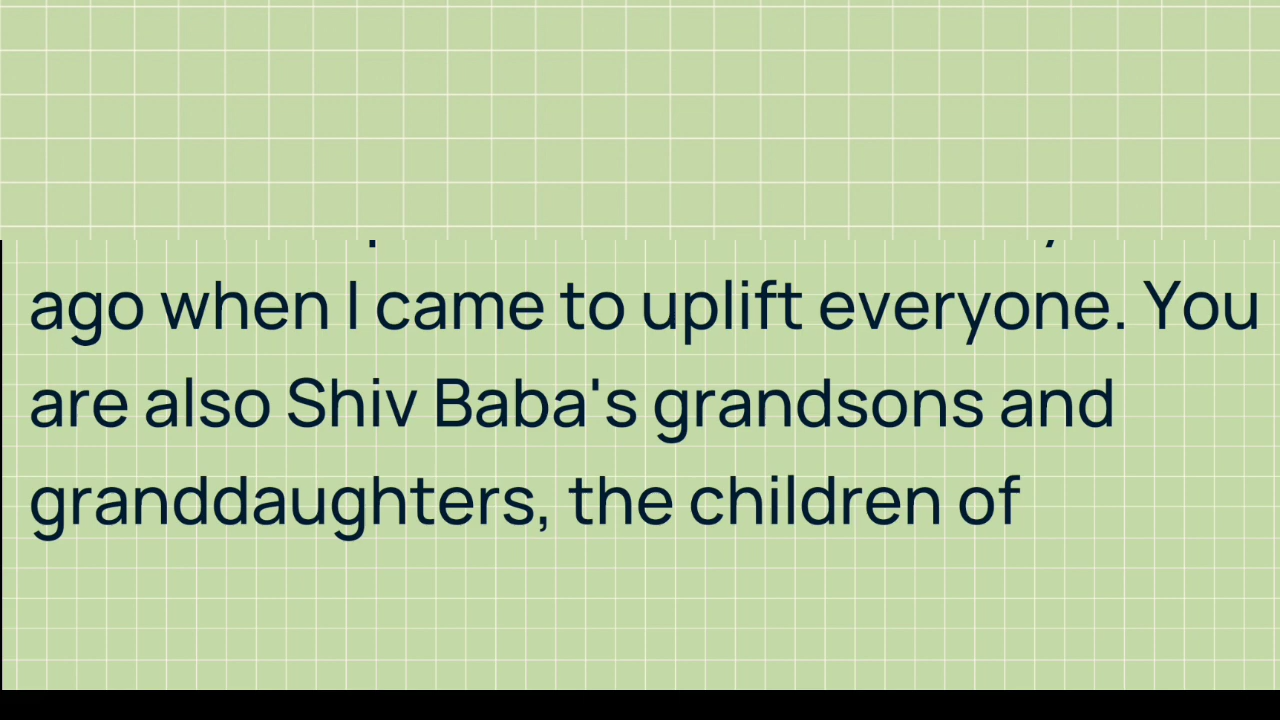 ago when I came to uplift everyone. You
are also Shiv Baba's grandsons and
granddaughters, the children of